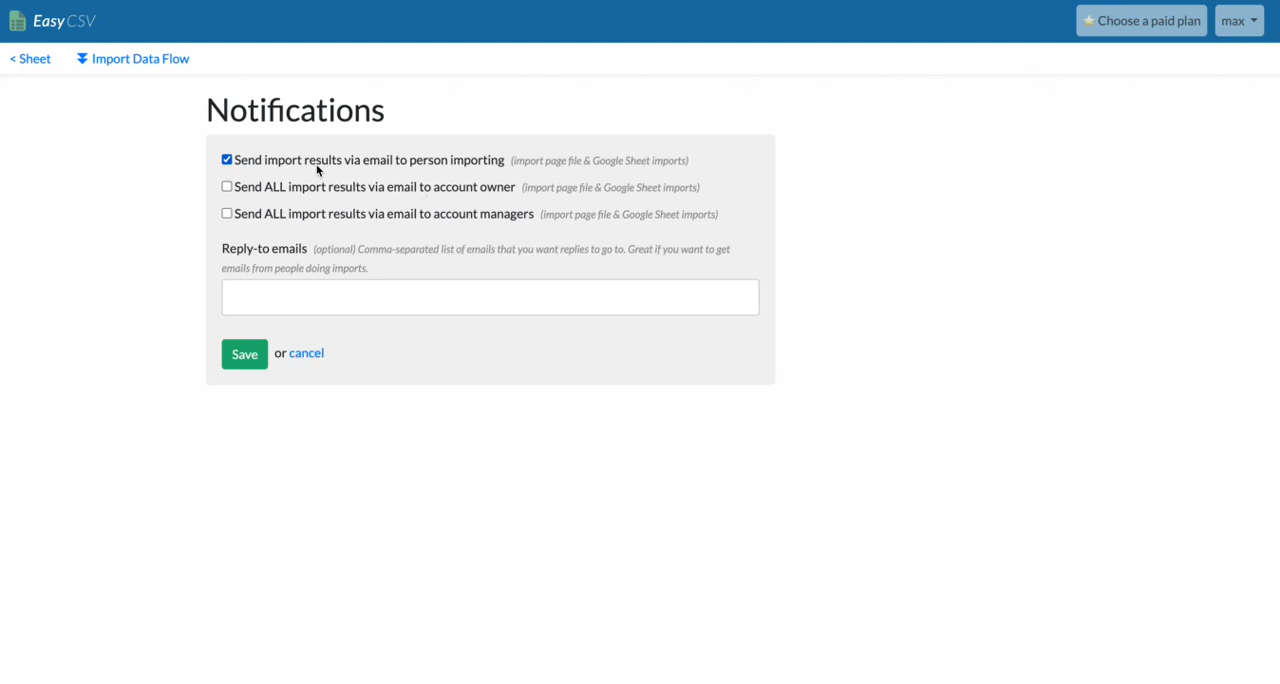 EasyCSV
Choose a paid plan
max
< Sheet
Import Data Flow
Notifications
Send import results via email to person importing (import page file & Google Sheet imports)
Send ALL import results via email to account owner (import page file & Google Sheet imports)
Send ALL import results via email to account managers (import page file & Google Sheet imports)
Reply-to emails (optional) Comma-separated list of emails that you want replies to go to. Great if you want to get
emails from people doing imports.
Save or cancel